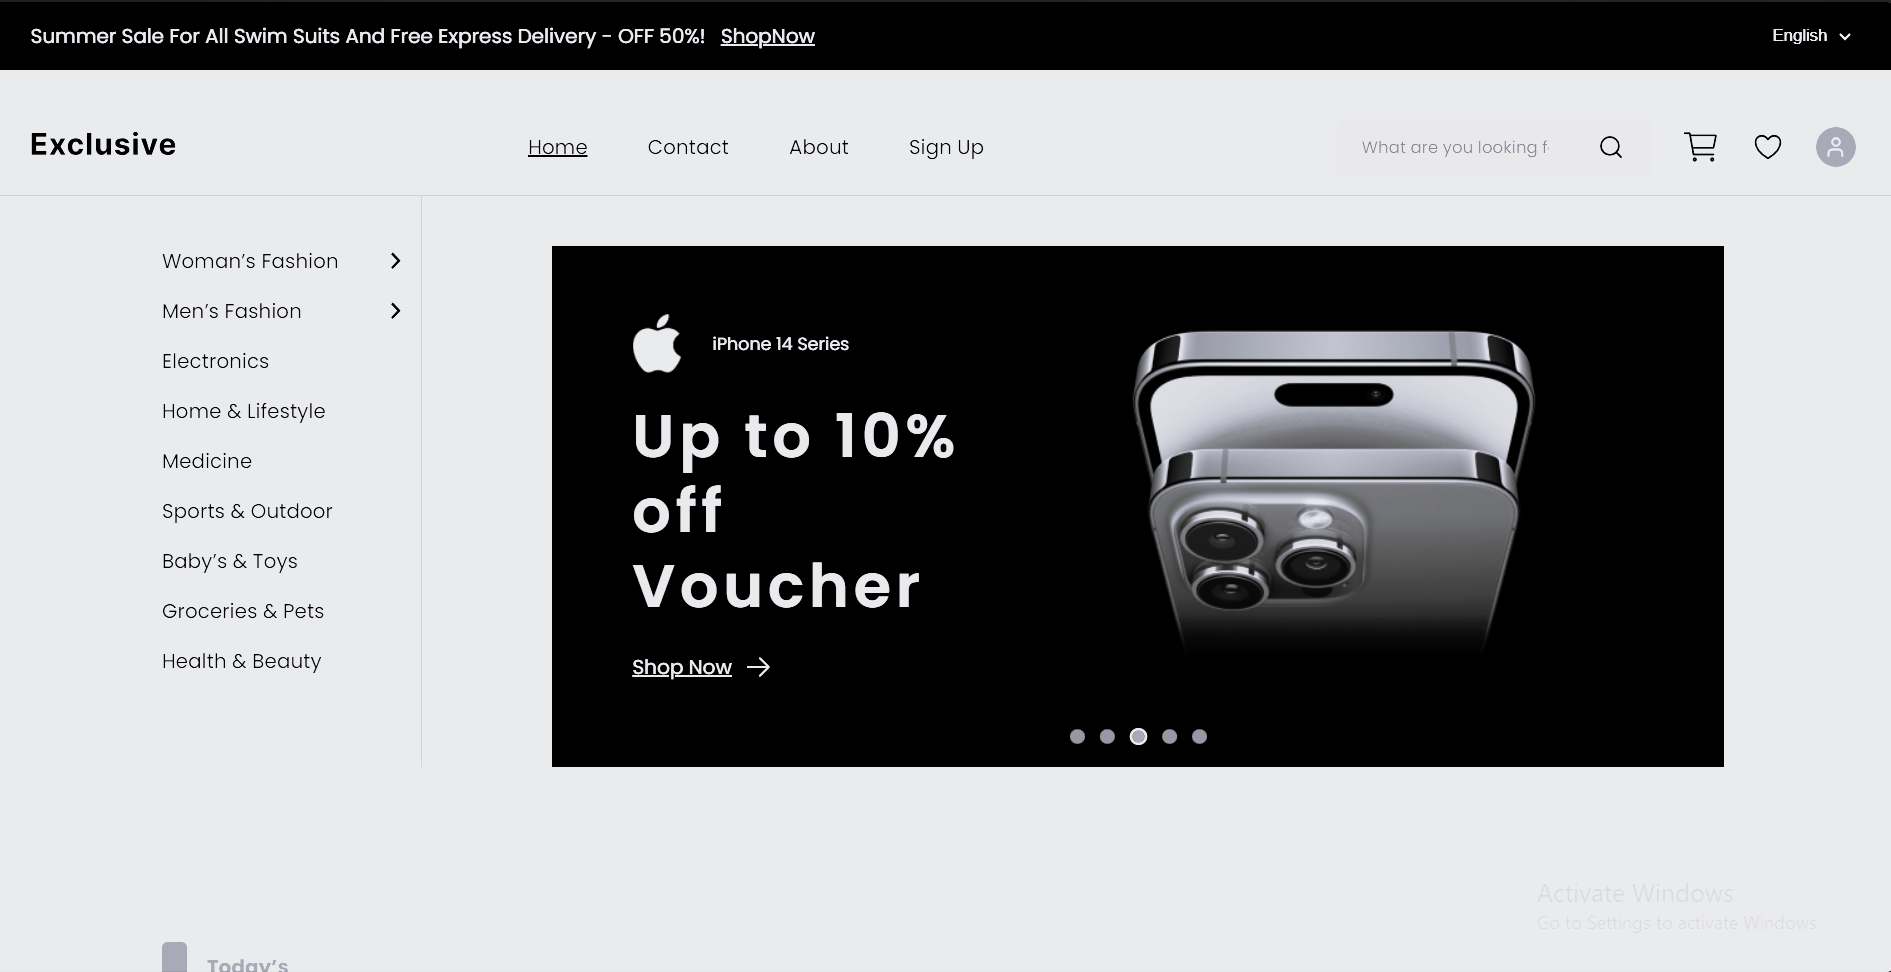 Summer Sale For All Swim Suits And Free Express Delivery - OFF 50%! ShopNow
English
Exclusive
Home Contact About Sign Up
What are you looking f
Woman's Fashion
Men's Fashion
Electronics
Home & Lifestyle
Medicine
Sports & Outdoor
Baby's & Toys
Groceries & Pets
Health & Beauty
iPhone 14 Series
Up to 10%
off
Voucher
Shop Now
Activate Windows
Go to Settings to activate Windows.
Today's